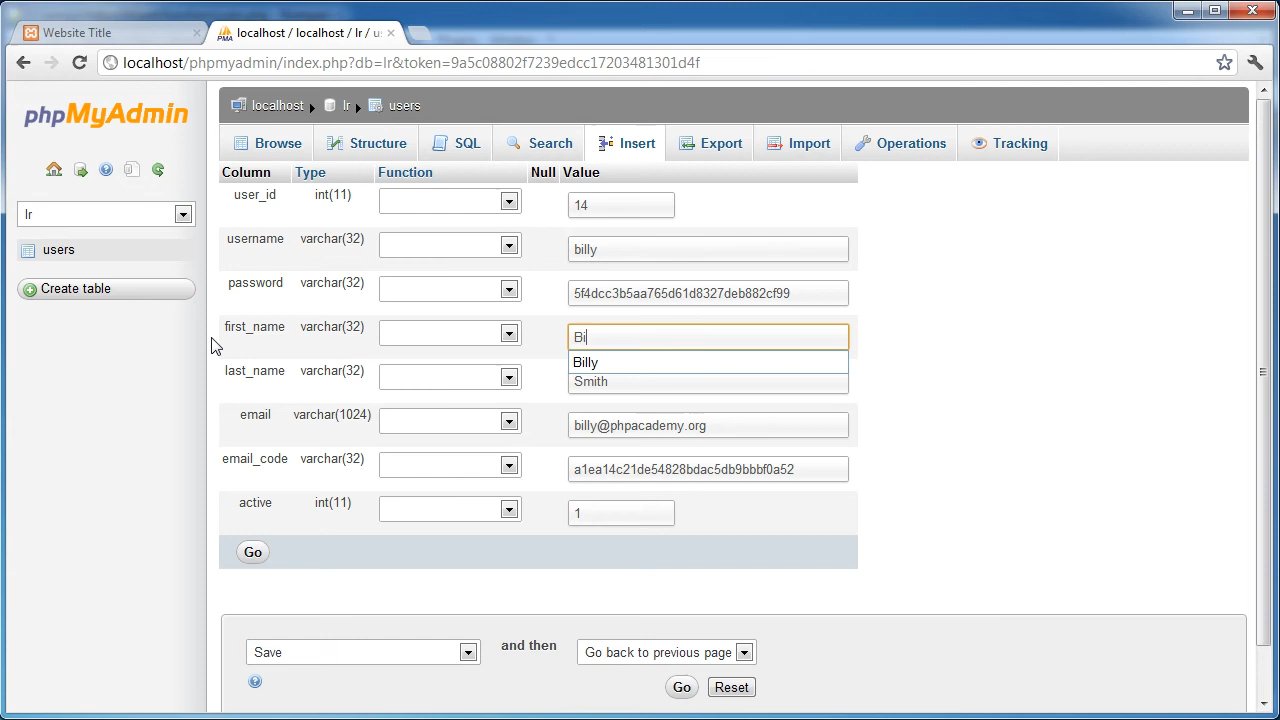 Website Title
PMA localhost / localhost / lr / u
localhost/phpmyadmin/index.php?db=lr&token=9a5c08802f7239edcc17203481301d4f
phpMyAdmin
lr
users
Create table
localhost lr users
Browse Structure SQL Search Insert Export Import Operations Tracking
Column Type Function Null Value
user_id int(11) 14
username varchar(32) billy
password varchar(32) 5f4dcc3b5aa765d61d8327deb882cf99
first_name varchar(32) Bi
Billy
last_name varchar(32) Smith
email varchar(1024) billy@phpacademy.org
email_code varchar(32) a1ea14c21de54828bdac5db9bbbf0a52
active int(11) 1
Go
Save and then Go back to previous page
Go Reset